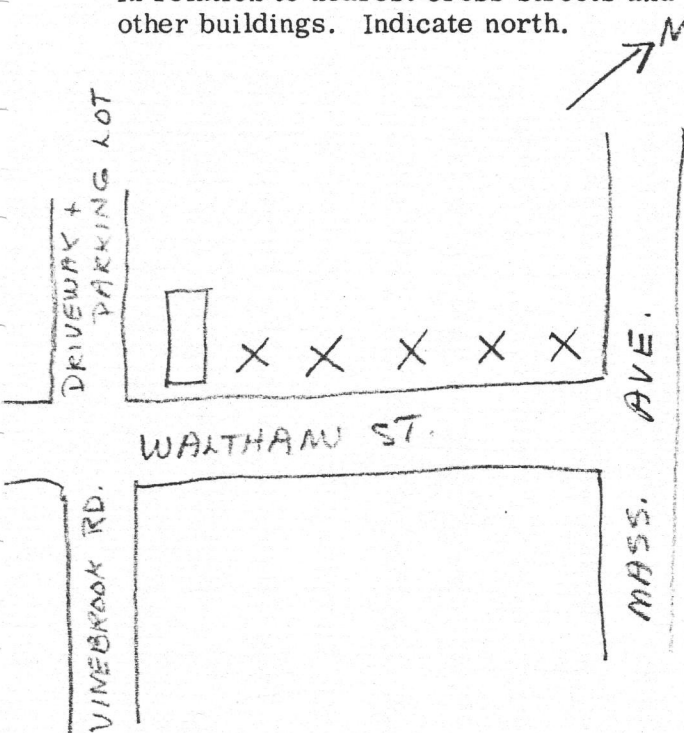 other buildings. Indicate north.
N
DRIVEWAY +
PARKING LOT
WALTHAM ST.
MASS. AVE.
VINEBROOK RD.